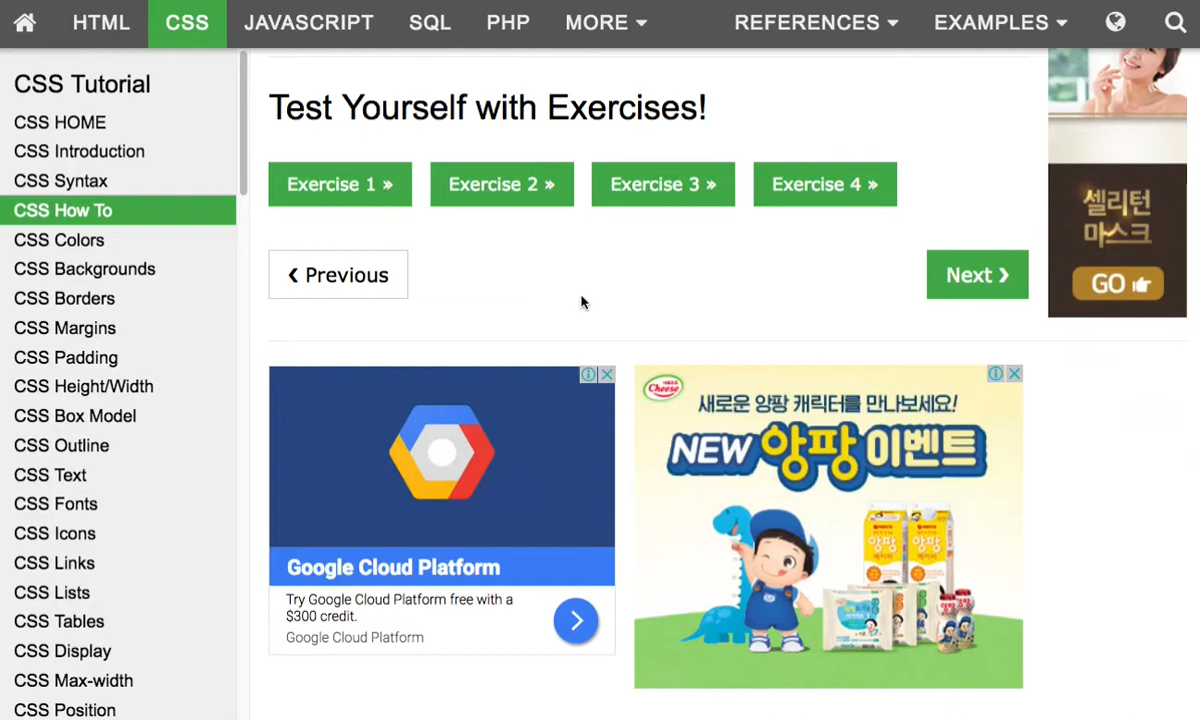 HTML CSS JAVASCRIPT SQL PHP MORE REFERENCES EXAMPLES
CSS Tutorial
CSS HOME
CSS Introduction
CSS Syntax
CSS How To
CSS Colors
CSS Backgrounds
CSS Borders
CSS Margins
CSS Padding
CSS Height/Width
CSS Box Model
CSS Outline
CSS Text
CSS Fonts
CSS Icons
CSS Links
CSS Lists
CSS Tables
CSS Display
CSS Max-width
CSS Position
Test Yourself with Exercises!
Exercise 1 » Exercise 2 » Exercise 3 » Exercise 4 »
❮ Previous Next ❯
셀리턴
마스크
GO
Google Cloud Platform
Try Google Cloud Platform free with a
$300 credit.
Google Cloud Platform
Cheese
새로운 앙팡 캐릭터를 만나보세요!
NEW 앙팡 이벤트
앙팡
앙팡